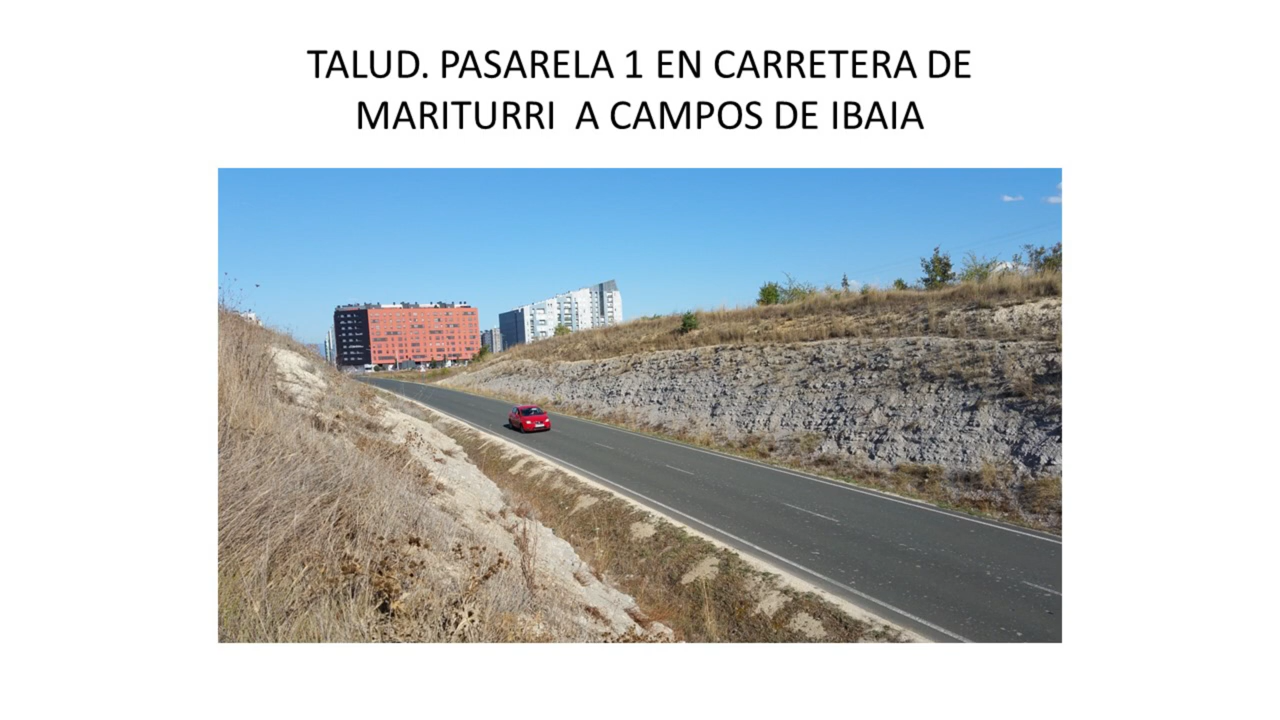 TALUD. PASARELA 1 EN CARRETERA DE
MARITURRI  A CAMPOS DE IBAIA